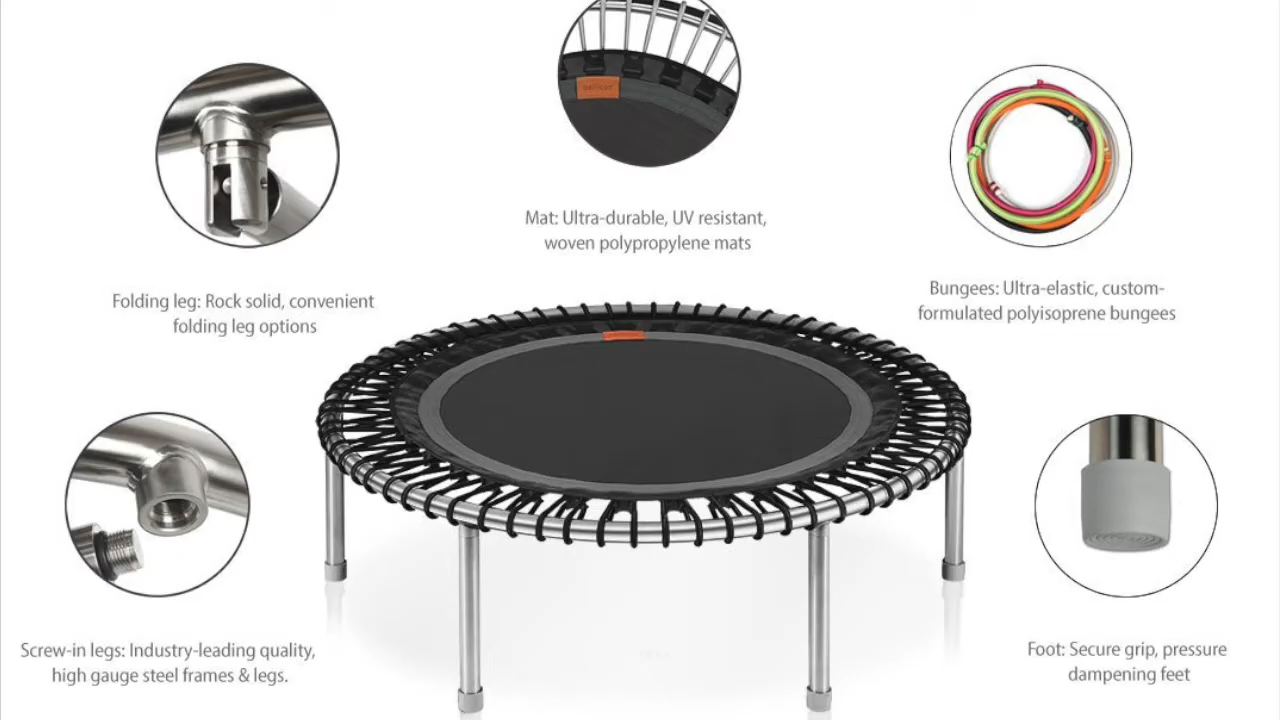 bellicon
Mat: Ultra-durable, UV resistant,
woven polypropylene mats
Folding leg: Rock solid, convenient
folding leg options
Bungees: Ultra-elastic, custom-
formulated polyisoprene bungees
Screw-in legs: Industry-leading quality,
high gauge steel frames & legs.
Foot: Secure grip, pressure
dampening feet